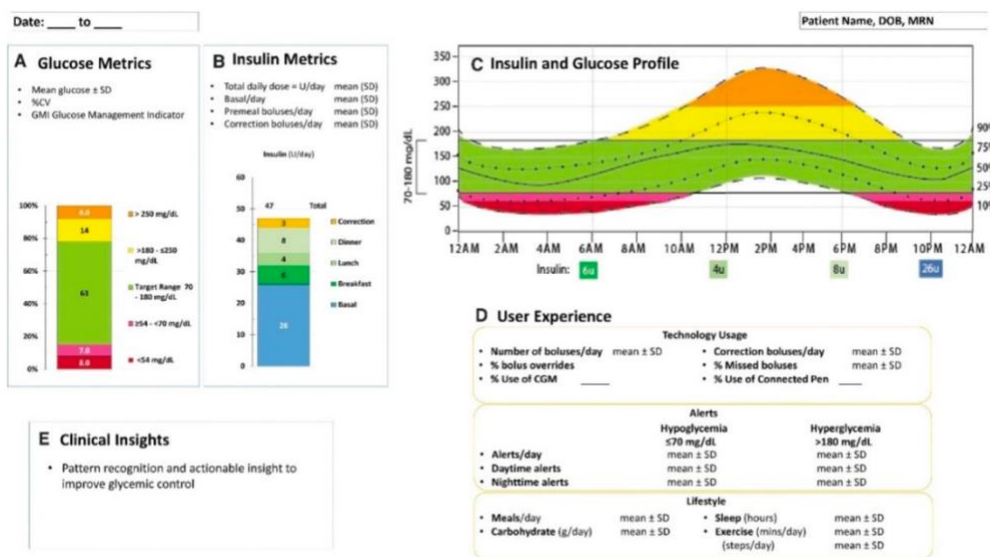 Date: ____ to ____
Patient Name, DOB, MRN
A Glucose Metrics
• Mean glucose ± SD
• %CV
• GMI Glucose Management Indicator
100%
80%
60%
40%
20%
0%
14
63
7.0
8.0
> 250 mg/dL
>180 - ≤250
mg/dL
Target Range 70
- 180 mg/dL
≥54 - <70 mg/dL
<54 mg/dL
B Insulin Metrics
• Total daily dose = U/day mean (SD)
• Basal/day mean (SD)
• Premeal boluses/day mean (SD)
• Correction boluses/day mean (SD)
Insulin (U/day)
60
50
40
30
20
10
0
47 Total
3
8
4
6
26
Correction
Dinner
Lunch
Breakfast
Basal
C Insulin and Glucose Profile
70-180 mg/dL
350
300
250
200
150
100
50
0
90%
75%
50%
25%
10%
12AM 2AM 4AM 6AM 8AM 10AM 12PM 2PM 4PM 6PM 8PM 10PM 12AM
Insulin: 6u 4u 8u 26u
D User Experience
Technology Usage
• Number of boluses/day mean ± SD • Correction boluses/day mean ± SD
• % bolus overrides • % Missed boluses mean ± SD
• % Use of CGM ____ • % Use of Connected Pen ____
Alerts
Hypoglycemia Hyperglycemia
≤70 mg/dL >180 mg/dL
• Alerts/day mean ± SD mean ± SD
• Daytime alerts mean ± SD mean ± SD
• Nighttime alerts mean ± SD mean ± SD
Lifestyle
• Meals/day mean ± SD • Sleep (hours) mean ± SD
• Carbohydrate (g/day) mean ± SD • Exercise (mins/day) mean ± SD
(steps/day) mean ± SD
E Clinical Insights
• Pattern recognition and actionable insight to
improve glycemic control